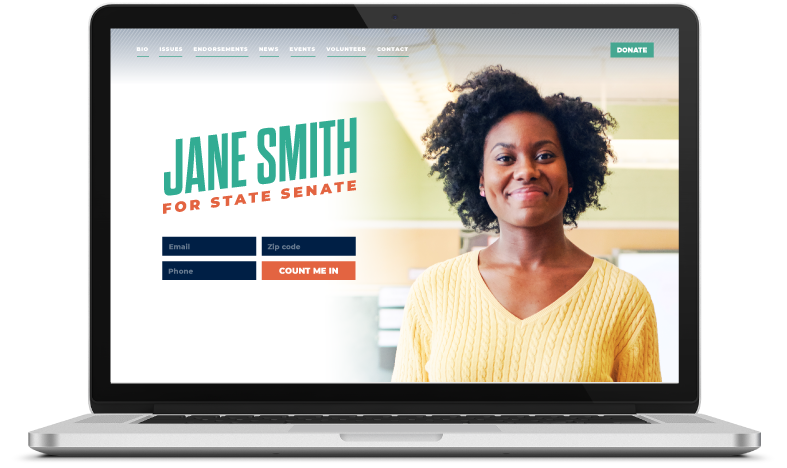 BIO ISSUES ENDORSEMENTS NEWS EVENTS VOLUNTEER CONTACT DONATE
JANE SMITH
FOR STATE SENATE
Email Zip code
Phone COUNT ME IN